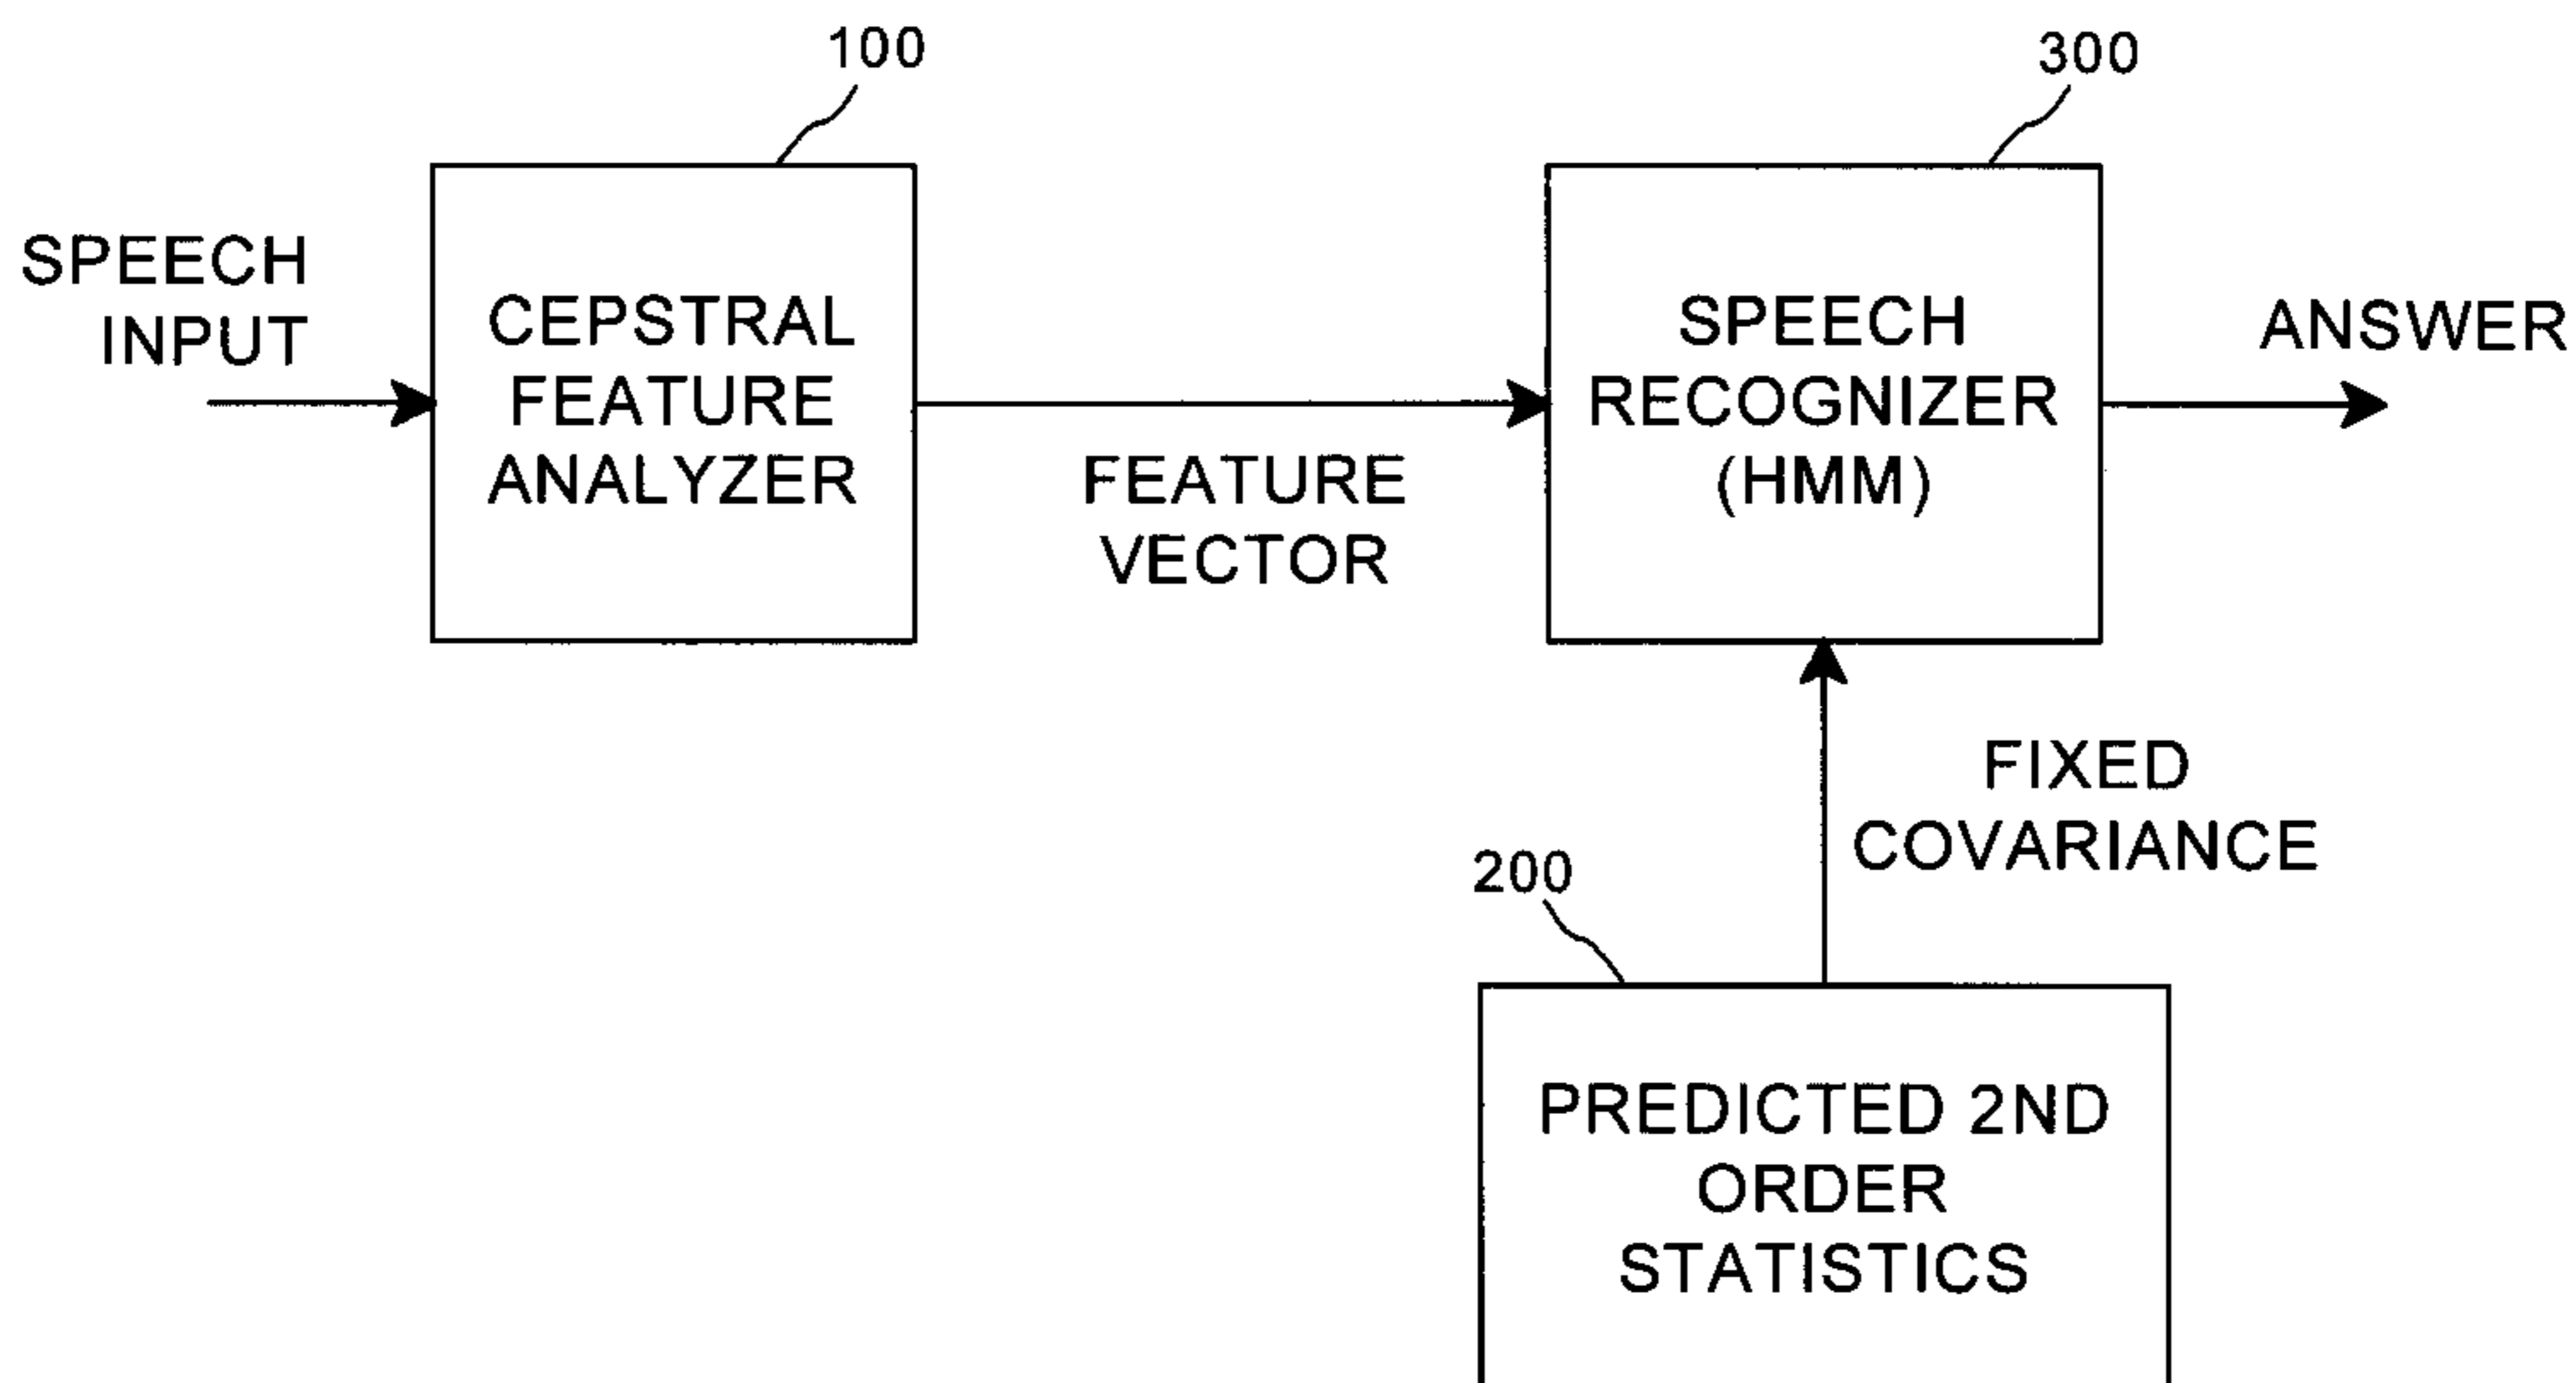 100
300
SPEECH
INPUT
CEPSTRAL
FEATURE
ANALYZER
FEATURE
VECTOR
SPEECH
RECOGNIZER
(HMM)
ANSWER
FIXED
COVARIANCE
200
PREDICTED 2ND
ORDER
STATISTICS